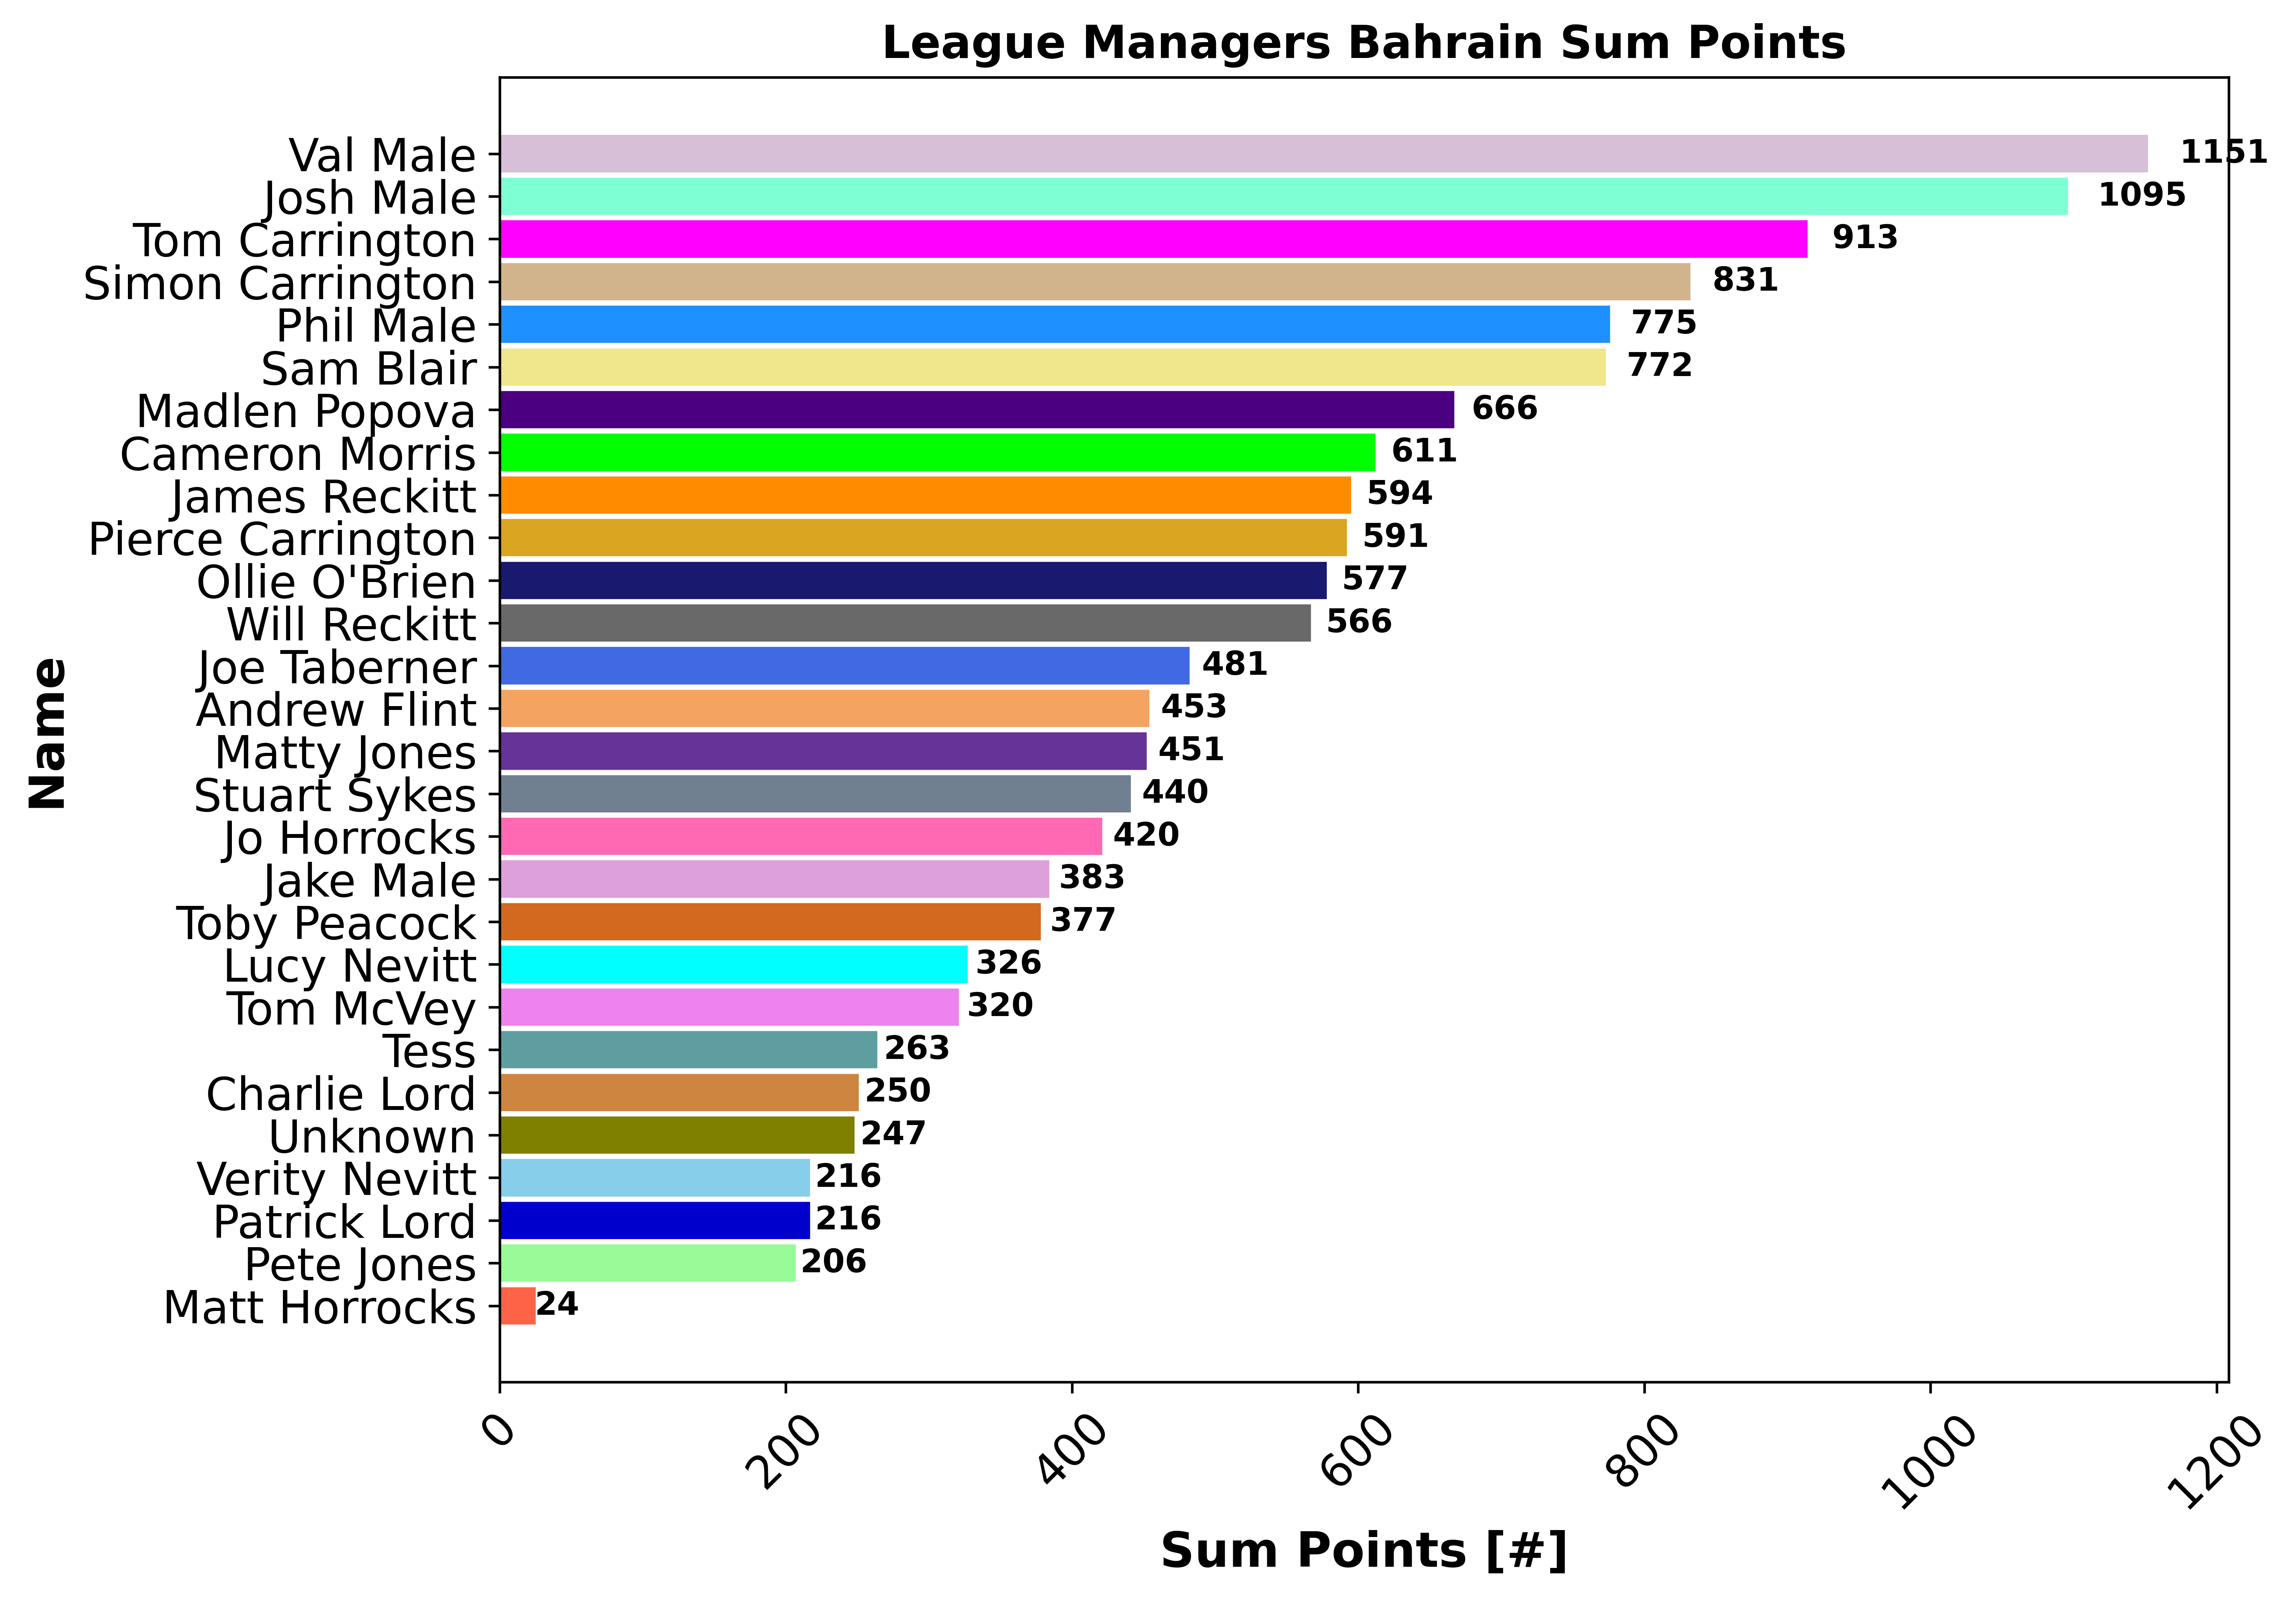 League Managers Bahrain Sum Points
Name
Val Male 1151
Josh Male 1095
Tom Carrington 913
Simon Carrington 831
Phil Male 775
Sam Blair 772
Madlen Popova 666
Cameron Morris 611
James Reckitt 594
Pierce Carrington 591
Ollie O'Brien 577
Will Reckitt 566
Joe Taberner 481
Andrew Flint 453
Matty Jones 451
Stuart Sykes 440
Jo Horrocks 420
Jake Male 383
Toby Peacock 377
Lucy Nevitt 326
Tom McVey 320
Tess 263
Charlie Lord 250
Unknown 247
Verity Nevitt 216
Patrick Lord 216
Pete Jones 206
Matt Horrocks 24
0 200 400 600 800 1000 1200
Sum Points [#]